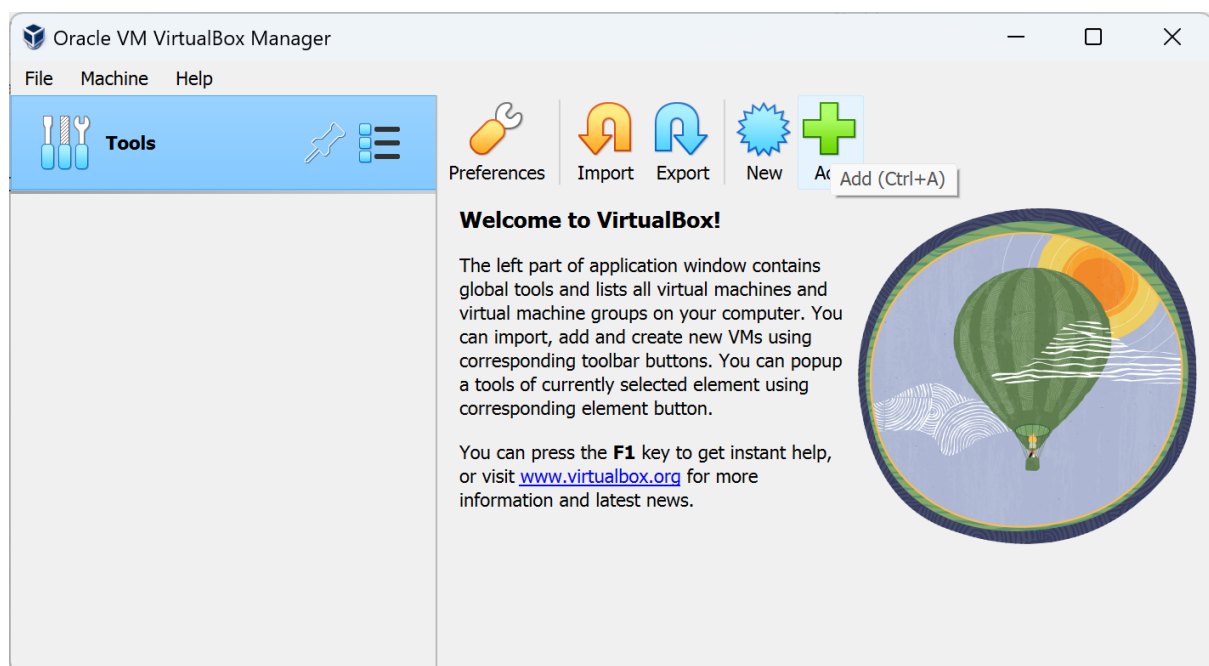 Oracle VM VirtualBox Manager
File Machine Help
Tools
Preferences Import Export New Ad
Add (Ctrl+A)
Welcome to VirtualBox!
The left part of application window contains
global tools and lists all virtual machines and
virtual machine groups on your computer. You
can import, add and create new VMs using
corresponding toolbar buttons. You can popup
a tools of currently selected element using
corresponding element button.
You can press the F1 key to get instant help,
or visit www.virtualbox.org for more
information and latest news.